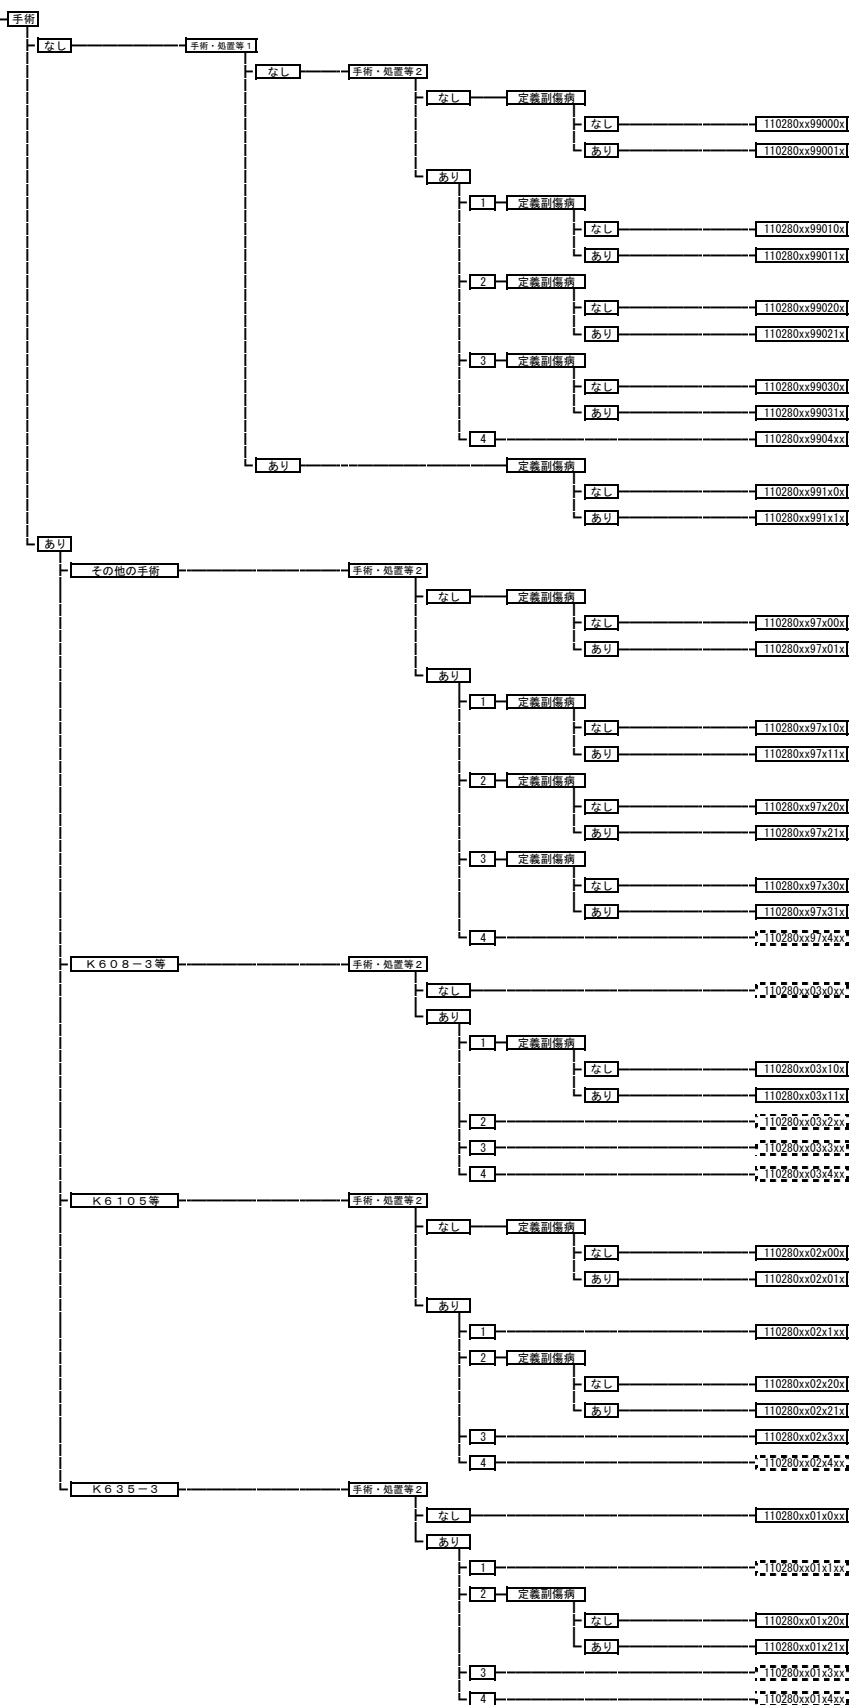 手術
なし 手術・処置等1
なし 手術・処置等2
なし 定義副傷病
なし 110280xx99000x
あり 110280xx99001x
あり
1 定義副傷病
なし 110280xx99010x
あり 110280xx99011x
2 定義副傷病
なし 110280xx99020x
あり 110280xx99021x
3 定義副傷病
なし 110280xx99030x
あり 110280xx99031x
4 110280xx9904xx
あり 定義副傷病
なし 110280xx991x0x
あり 110280xx991x1x
あり
その他の手術 手術・処置等2
なし 定義副傷病
なし 110280xx97x00x
あり 110280xx97x01x
あり
1 定義副傷病
なし 110280xx97x10x
あり 110280xx97x11x
2 定義副傷病
なし 110280xx97x20x
あり 110280xx97x21x
3 定義副傷病
なし 110280xx97x30x
あり 110280xx97x31x
4 110280xx97x4xx
K608-3等 手術・処置等2
なし 110280xx03x0xx
あり
1 定義副傷病
なし 110280xx03x10x
あり 110280xx03x11x
2 110280xx03x2xx
3 110280xx03x3xx
4 110280xx03x4xx
K6105等 手術・処置等2
なし 定義副傷病
なし 110280xx02x00x
あり 110280xx02x01x
あり
1 110280xx02x1xx
2 定義副傷病
なし 110280xx02x20x
あり 110280xx02x21x
3 110280xx02x3xx
4 110280xx02x4xx
K635-3 手術・処置等2
なし 110280xx01x0xx
あり
1 110280xx01x1xx
2 定義副傷病
なし 110280xx01x20x
あり 110280xx01x21x
3 110280xx01x3xx
4 110280xx01x4xx